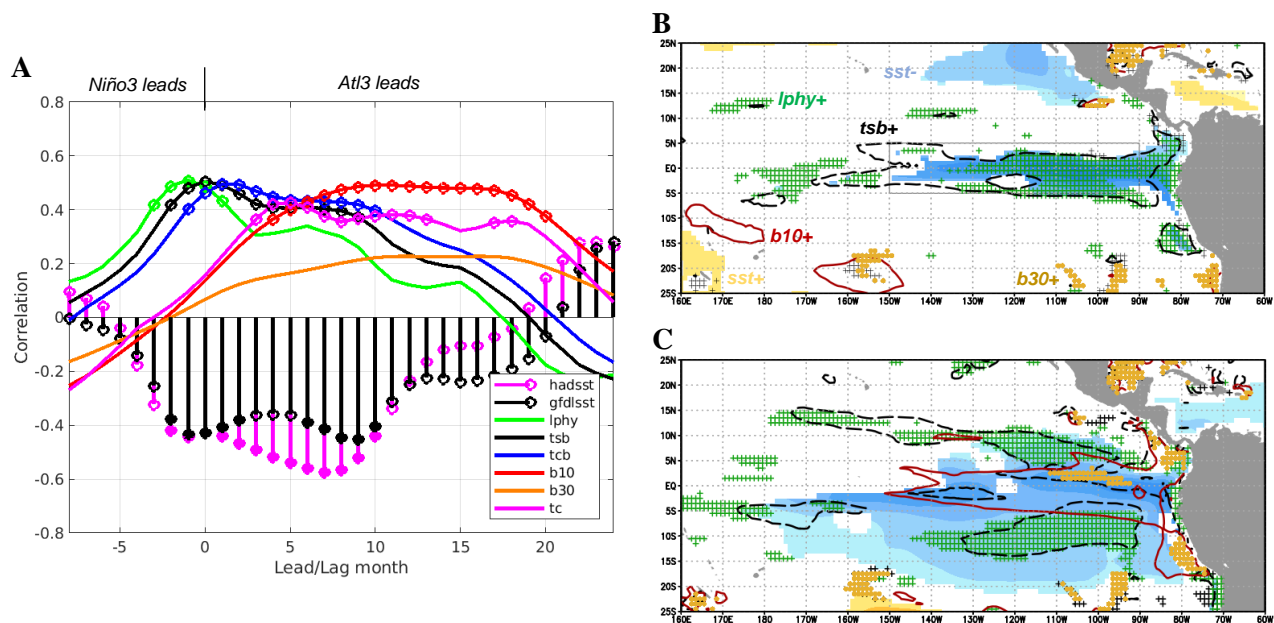 A
Niño3 leads
Atl3 leads
Correlation
0.8
0.6
0.4
0.2
0
-0.2
-0.4
-0.6
-0.8
-5
0
5
10
15
20
Lead/Lag month
hadsst
gfdlsst
lphy
tsb
tcb
b10
b30
tc
B
25N
20N
15N
10N
5N
EQ
5S
10S
15S
20S
25S
sst-
lphy+
tsb+
b10+
sst+
b30+
160E 170E 180 170W 160W 150W 140W 130W 120W 110W 100W 90W 80W 70W 60W
C
25N
20N
15N
10N
5N
EQ
5S
10S
15S
20S
25S
160E 170E 180 170W 160W 150W 140W 130W 120W 110W 100W 90W 80W 70W 60W